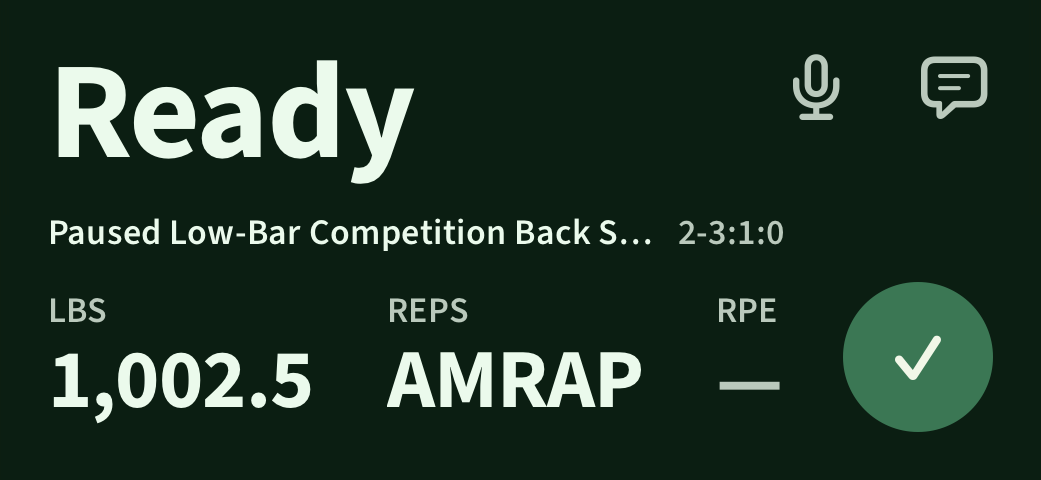 Ready
Paused Low-Bar Competition Back S… 2-3:1:0
LBS REPS RPE
1,002.5 AMRAP —